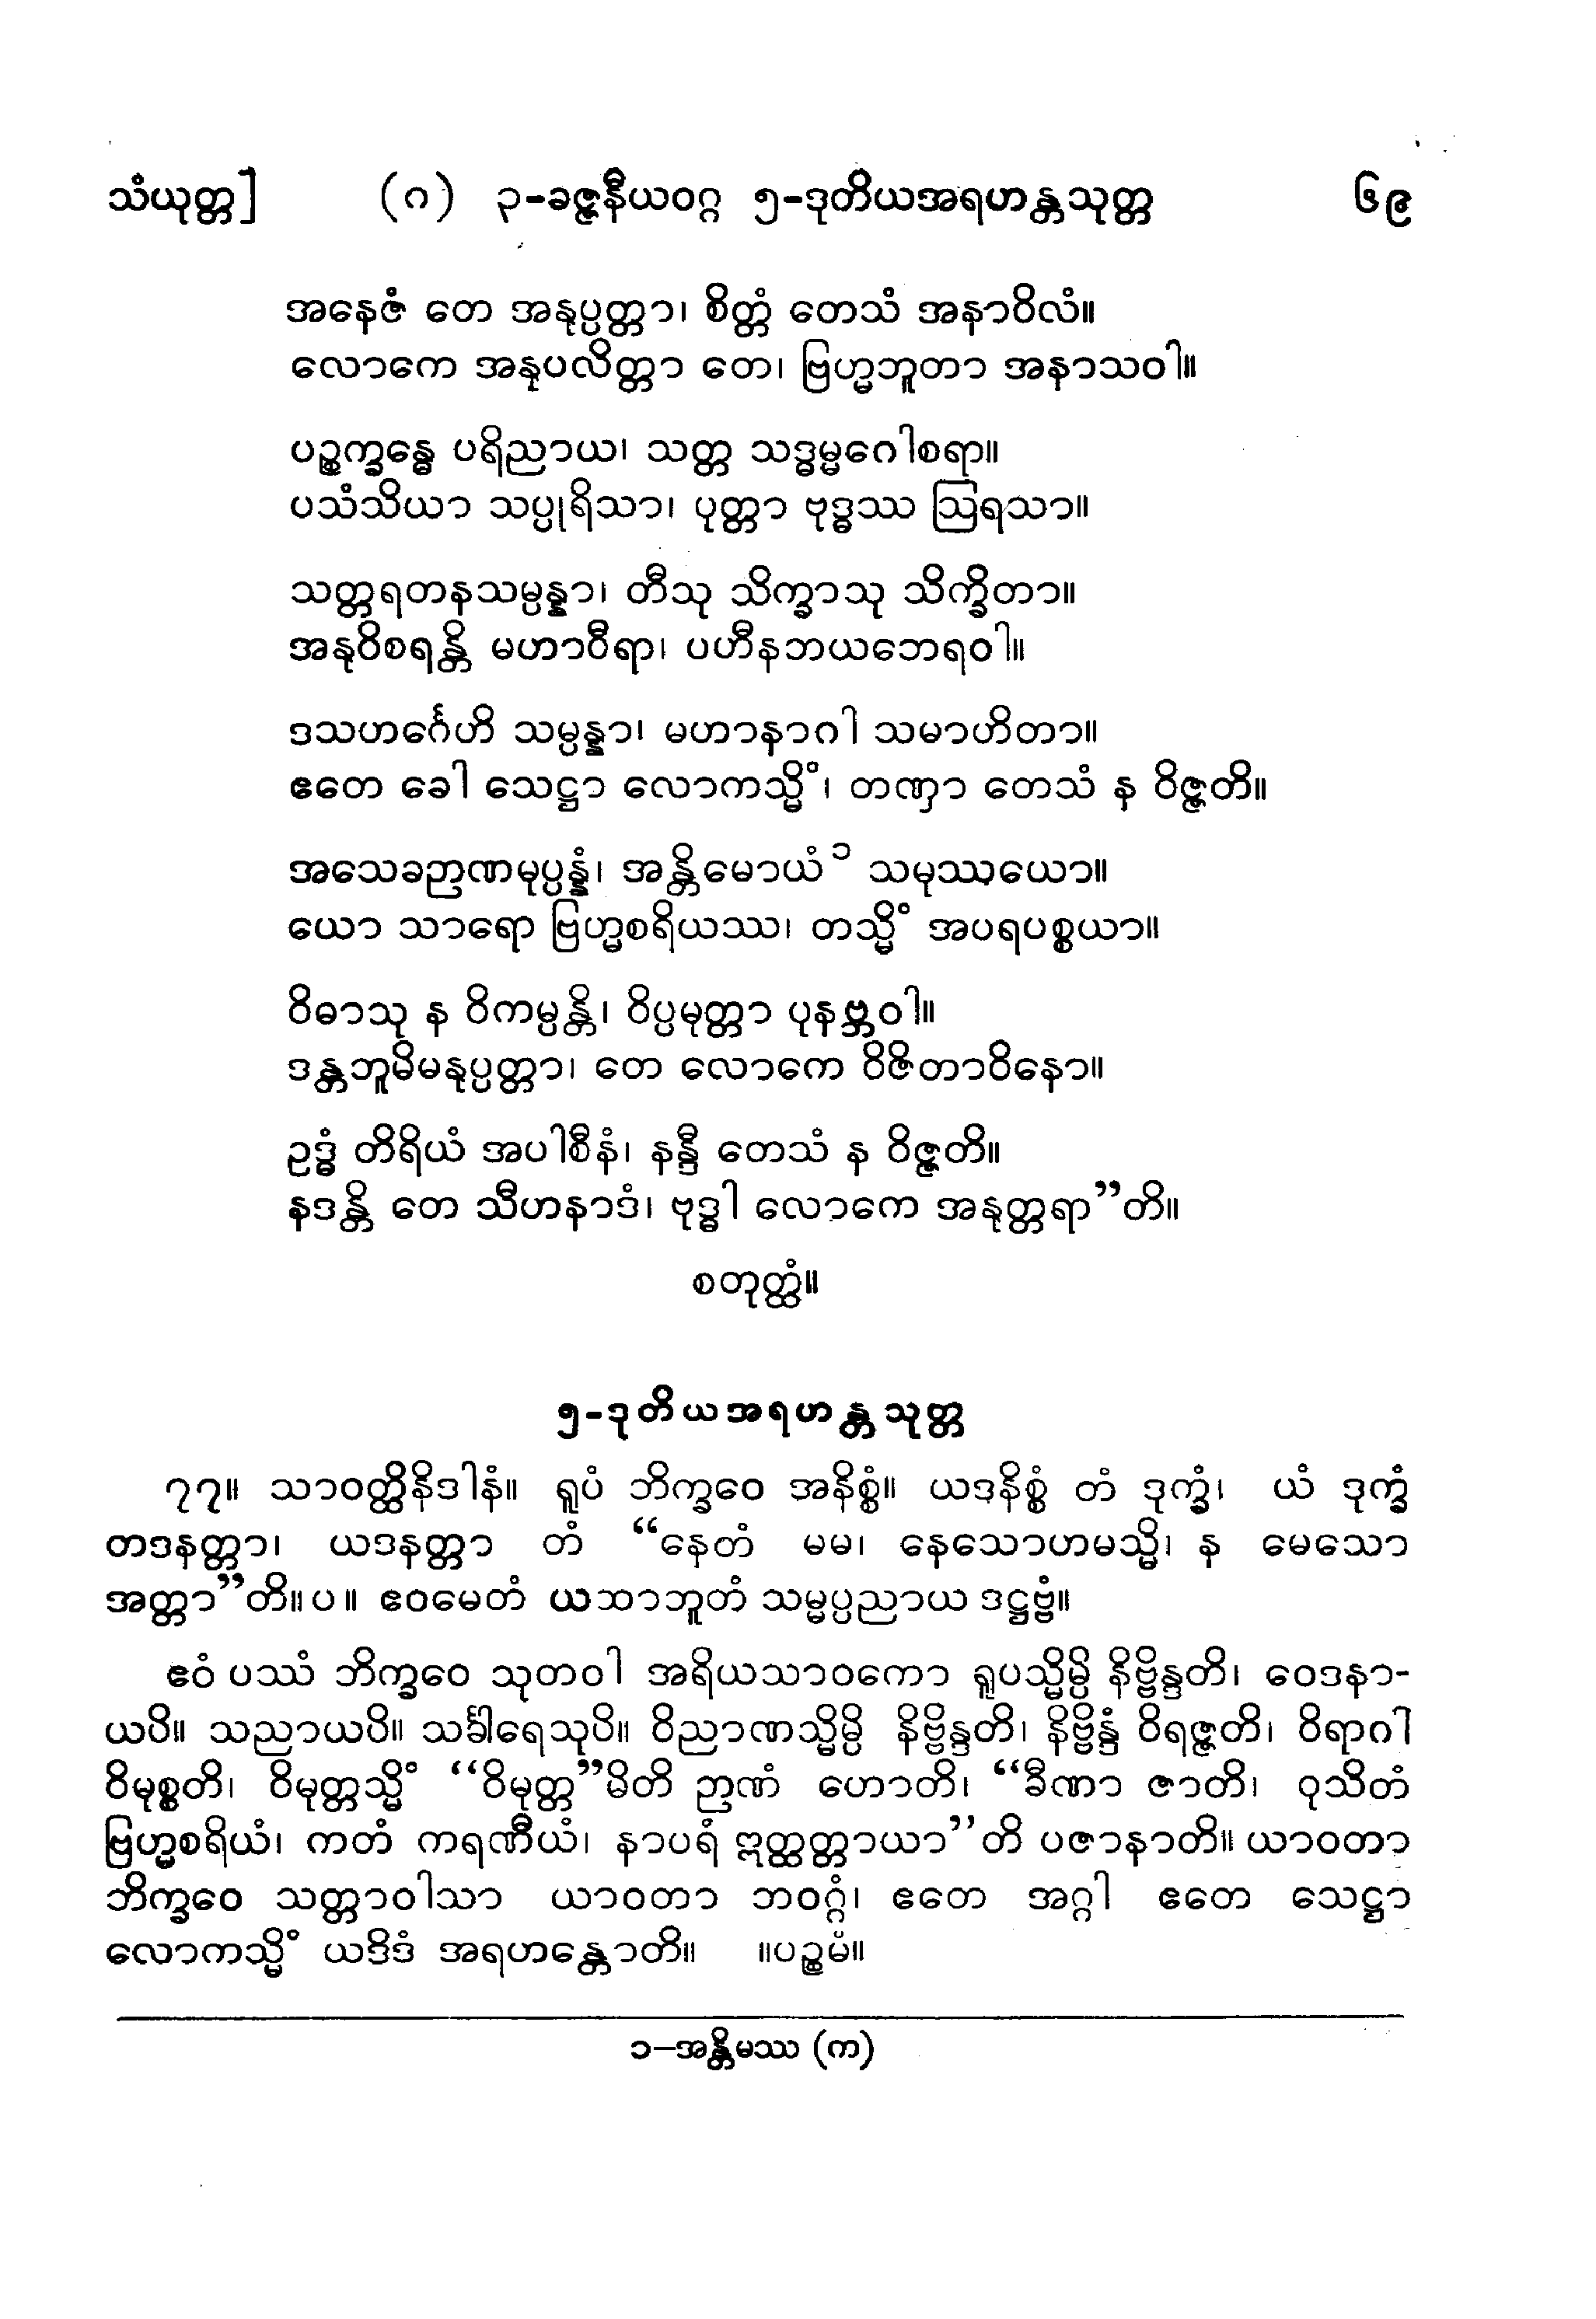 သံယုတ္တ] (ဂ) ၃-ခဇ္ဇနီယဝဂ္ဂ ၅-ဒုတိယအရဟန္တသုတ္တ ၆၉
အနေဇံ တေ အနုပ္ပတ္တာ၊ စိတ္တံ တေသံ အနာဝိလံ။
လောကေ အနုပလိတ္တာ တေ၊ ဗြဟ္မဘူတာ အနာသဝါ။
ပဉ္စက္ခန္ဓေ ပရိညာယ၊ သတ္တ သဒ္ဓမ္မဂေါစရာ။
ပသံသိယာ သပ္ပုရိသာ၊ ပုတ္တာ ဗုဒ္ဓဿ ဩရသာ။
သတ္တရတနသမ္ပန္နာ၊ တီသု သိက္ခာသု သိက္ခိတာ။
အနုဝိစရန္တိ မဟာဝီရာ၊ ပဟီနဘယဘေရဝါ။
ဒသဟင်္ဂေဟိ သမ္ပန္နာ၊ မဟာနာဂါ သမာဟိတာ။
ဧတေ ခေါ သေဋ္ဌာ လောကသ္မိံ၊ တဏှာ တေသံ န ဝိဇ္ဇတိ။
အသေခဉာဏမုပ္ပန္နံ၊ အန္တိမောယံ ၁ သမုဿယော။
ယော သာရော ဗြဟ္မစရိယဿ၊ တသ္မိံ အပရပစ္စယာ။
ဝိဓာသု န ဝိကမ္ပန္တိ၊ ဝိပ္ပမုတ္တာ ပုနဗ္ဘဝါ။
ဒန္တဘူမိမနုပ္ပတ္တာ၊ တေ လောကေ ဝိဇိတာဝိနော။
ဥဒ္ဓံ တိရိယံ အပါစီနံ၊ နန္ဒီ တေသံ န ဝိဇ္ဇတိ။
နဒန္တိ တေ သီဟနာဒံ၊ ဗုဒ္ဓါ လောကေ အနုတ္တရာ”တိ။
စတုတ္ထံ။
၅-ဒုတိယအရဟန္တသုတ္တ
၇၇။ သာဝတ္ထိနိဒါနံ။ ရူပံ ဘိက္ခဝေ အနိစ္စံ။ ယဒနိစ္စံ တံ ဒုက္ခံ၊ ယံ ဒုက္ခံ
တဒနတ္တာ၊ ယဒနတ္တာ တံ “နေတံ မမ၊ နေသောဟမသ္မိ၊ န မေသော
အတ္တာ”တိ။ပ။ ဧဝမေတံ ယထာဘူတံ သမ္မပ္ပညာယ ဒဋ္ဌဗ္ဗံ။
ဧဝံ ပဿံ ဘိက္ခဝေ သုတဝါ အရိယသာဝကော ရူပသ္မိမ္ပိ နိဗ္ဗိန္ဒတိ၊ ဝေဒနာ-
ယပိ။ သညာယပိ။ သင်္ခါရေသုပိ။ ဝိညာဏသ္မိမ္ပိ နိဗ္ဗိန္ဒတိ၊ နိဗ္ဗိန္ဒံ ဝိရဇ္ဇတိ၊ ဝိရာဂါ
ဝိမုစ္စတိ၊ ဝိမုတ္တသ္မိံ “ဝိမုတ္တ”မိတိ ဉာဏံ ဟောတိ၊ “ခီဏာ ဇာတိ၊ ဝုသိတံ
ဗြဟ္မစရိယံ၊ ကတံ ကရဏီယံ၊ နာပရံ ဣတ္ထတ္တာယာ”တိ ပဇာနာတိ။ ယာဝတာ
ဘိက္ခဝေ သတ္တာဝါသာ ယာဝတာ ဘဝဂ္ဂံ၊ ဧတေ အဂ္ဂါ ဧတေ သေဋ္ဌာ
လောကသ္မိံ ယဒိဒံ အရဟန္တောတိ။ ။ပဉ္စမံ။
၁-အန္တိမဿ (က)